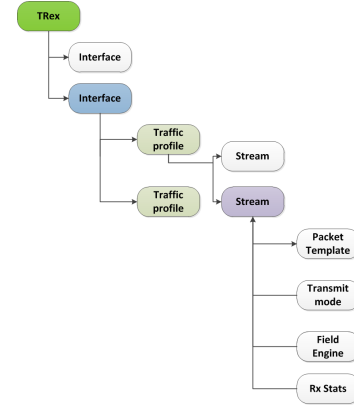 TRex
Interface
Interface
Traffic
profile
Stream
Traffic
profile
Stream
Packet
Template
Transmit
mode
Field
Engine
Rx Stats